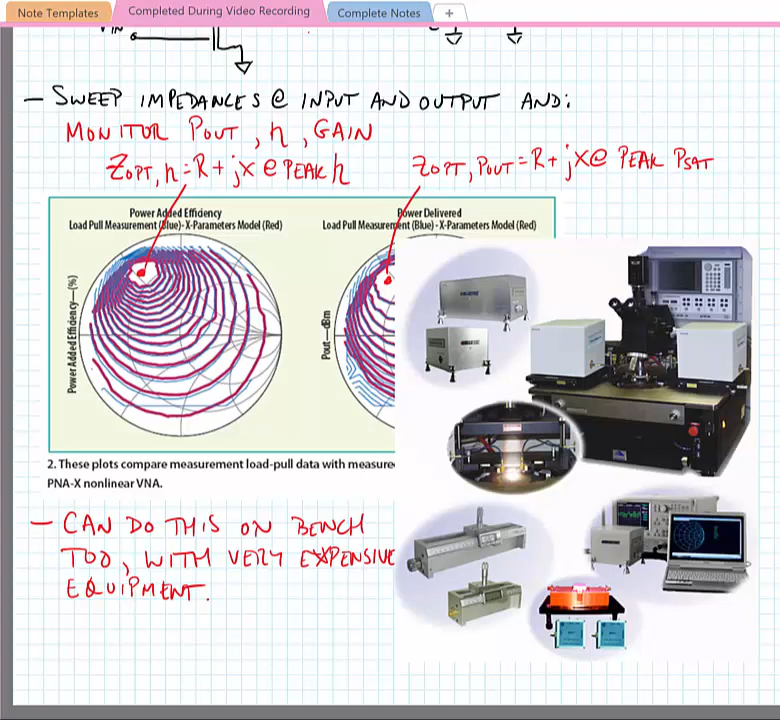 Note Templates
Completed During Video Recording
Complete Notes
+
VIN
– SWEEP IMPEDANCES @ INPUT AND OUTPUT AND:
MONITOR POUT, η, GAIN
ZOPT, η = R + jX @ PEAK η
ZOPT, POUT = R + jX @ PEAK PSAT
Power Added Efficiency
Load Pull Measurement (Blue) - X-Parameters Model (Red)
Power Added Efficiency—(%)
Power Delivered
Load Pull Measurement (Blue) - X-Parameters Model (Red)
Pout—dBm
2. These plots compare measurement load-pull data with measure
PNA-X nonlinear VNA.
– CAN DO THIS ON BENCH
TOO, WITH VERY EXPENSIVE
EQUIPMENT.